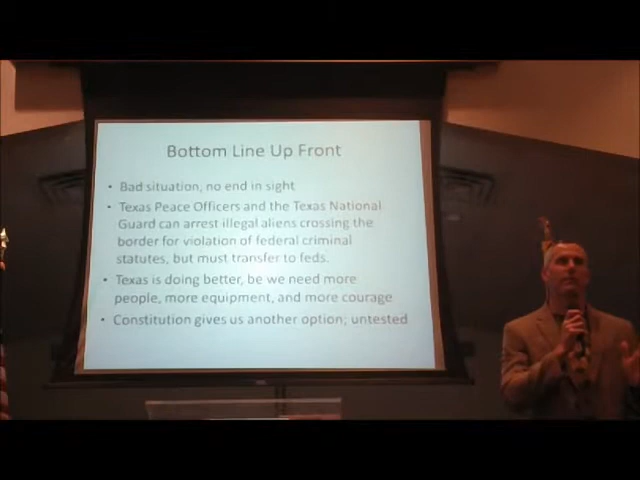 Bottom Line Up Front
• Bad situation, no end in sight
• Texas Peace Officers and the Texas National
Guard can arrest illegal aliens crossing the
border for violation of federal criminal
statutes, but must transfer to feds.
• Texas is doing better, be we need more
people, more equipment, and more courage
• Constitution gives us another option; untested